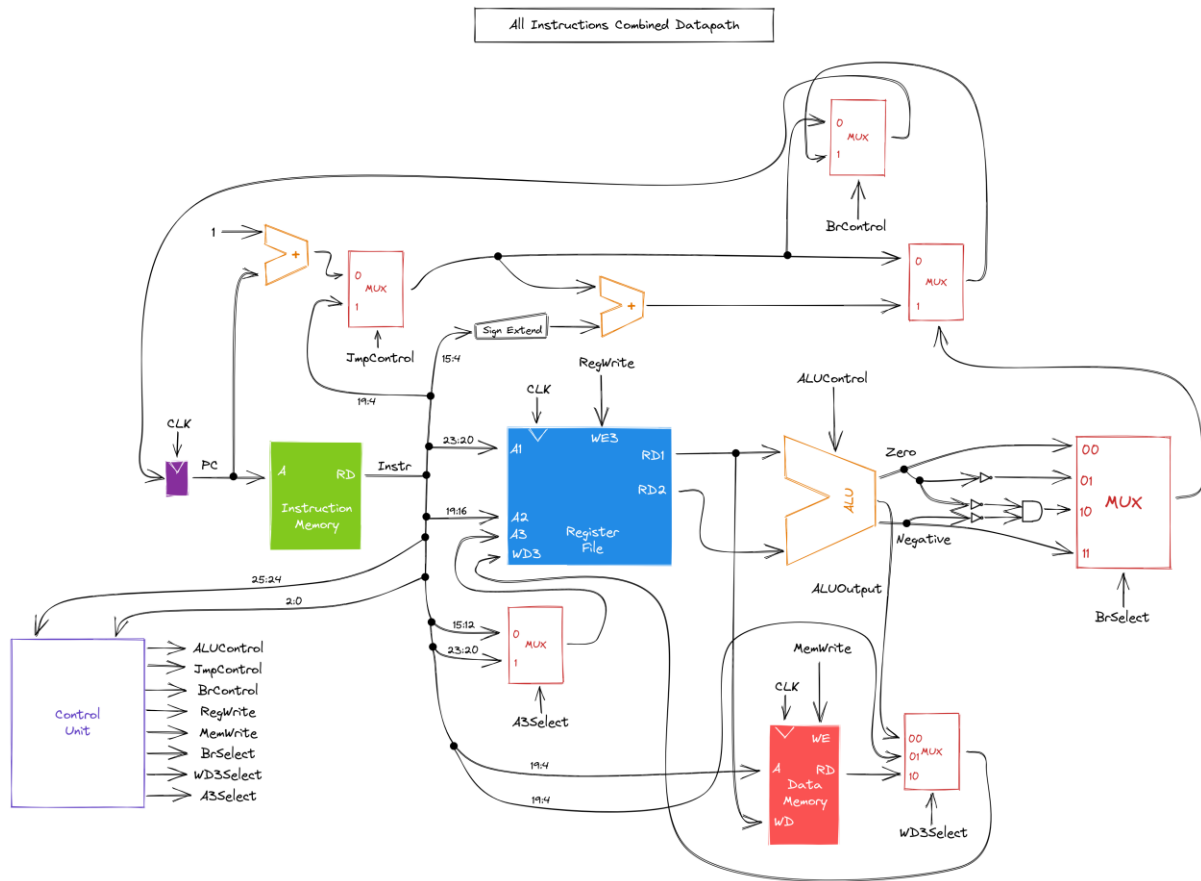 All Instructions Combined Datapath
0
MUX
1
BrControl
1
+
0
MUX
1
JmpControl
Sign Extend
15:4
19:4
+
0
MUX
1
RegWrite
ALUControl
CLK
PC
A
RD
Instruction
Memory
Instr
23:20
19:16
CLK
WE3
A1
RD1
RD2
A2
A3
WD3
Register
File
ALU
Zero
Negative
ALUOutput
00
01
10
11
MUX
BrSelect
25:24
2:0
Control
Unit
ALUControl
JmpControl
BrControl
RegWrite
MemWrite
BrSelect
WD3Select
A3Select
15:12
23:20
0
MUX
1
A3Select
MemWrite
CLK
WE
A
RD
Data
Memory
WD
19:4
19:4
00
01
MUX
10
WD3Select